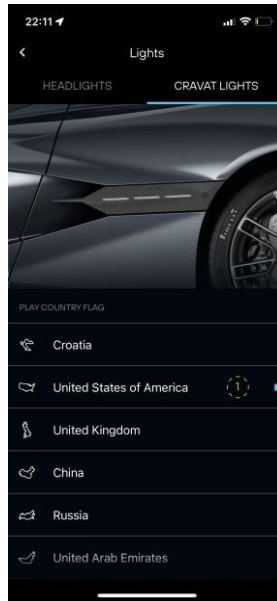 22:11
Lights
HEADLIGHTS CRAVAT LIGHTS
PLAY COUNTRY FLAG
Croatia
United States of America 1
United Kingdom
China
Russia
United Arab Emirates